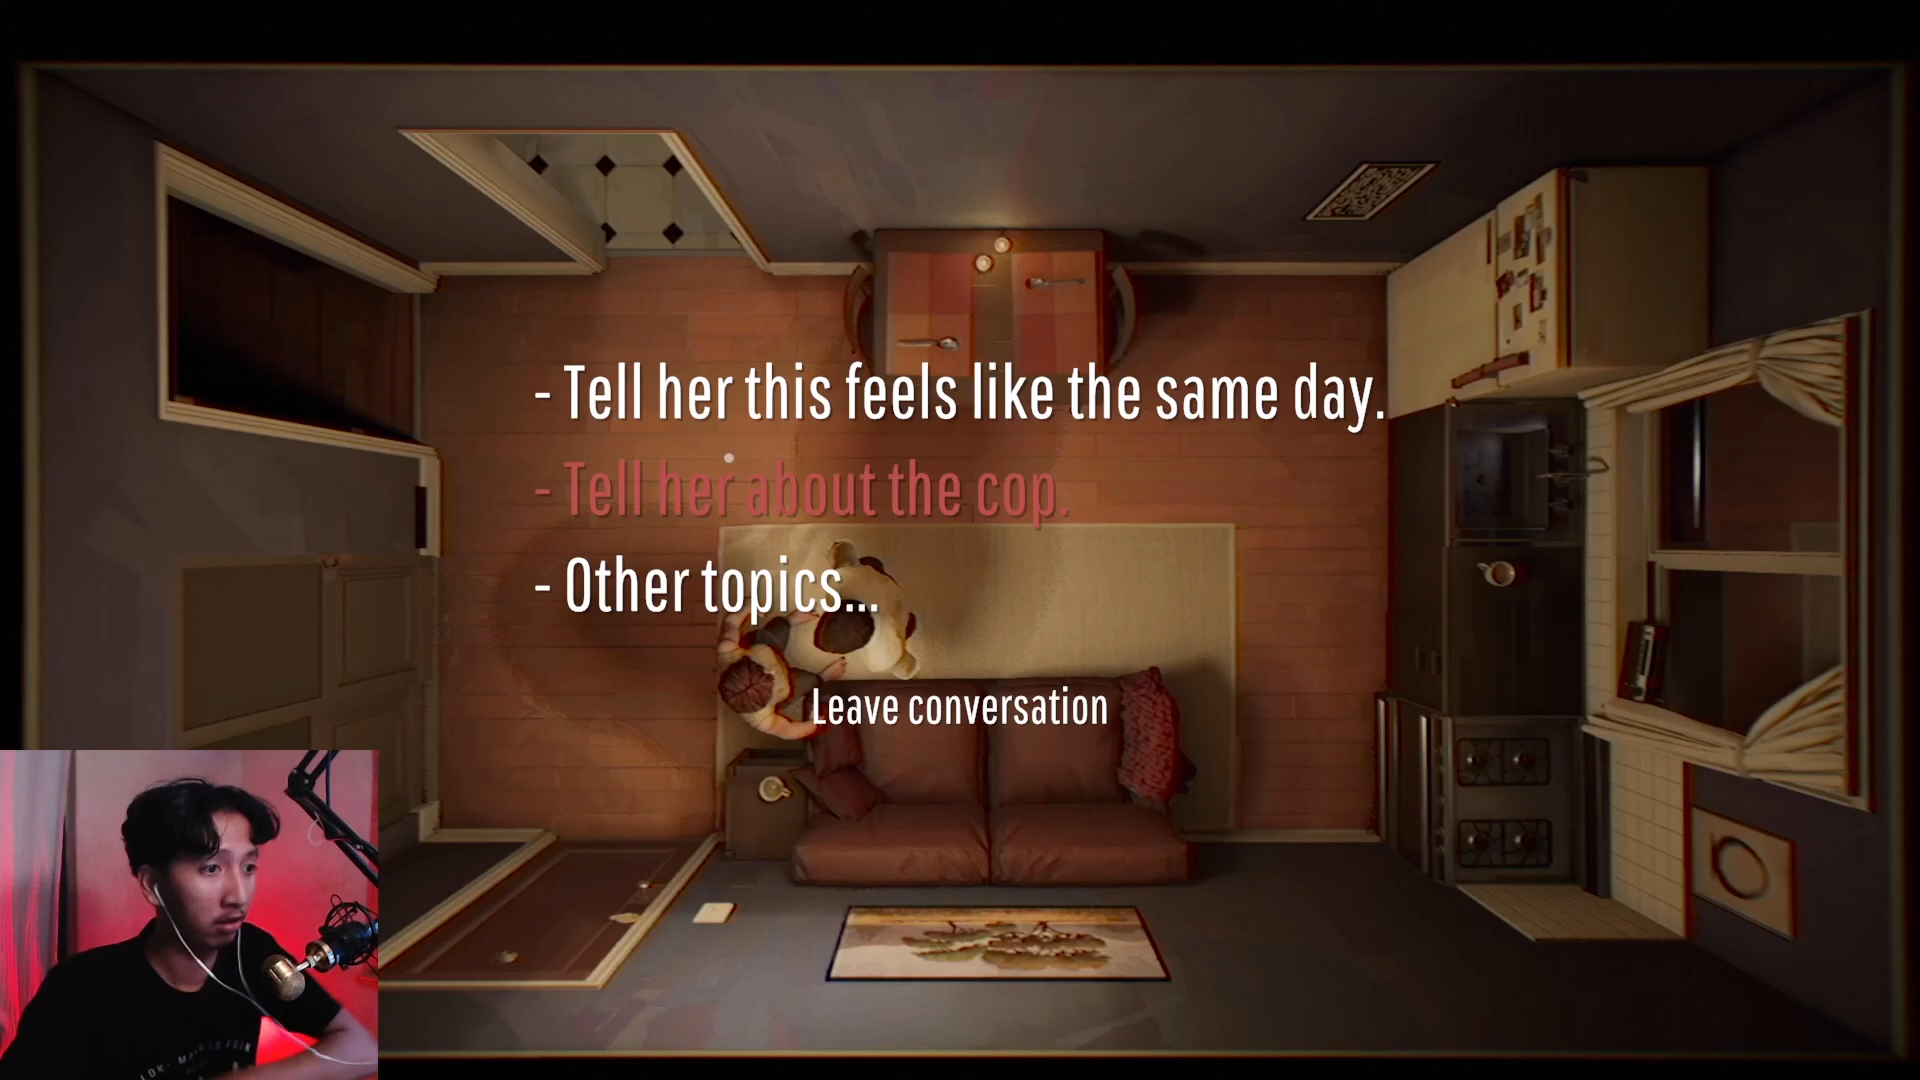 - Tell her this feels like the same day.
- Tell her about the cop.
- Other topics...
Leave conversation